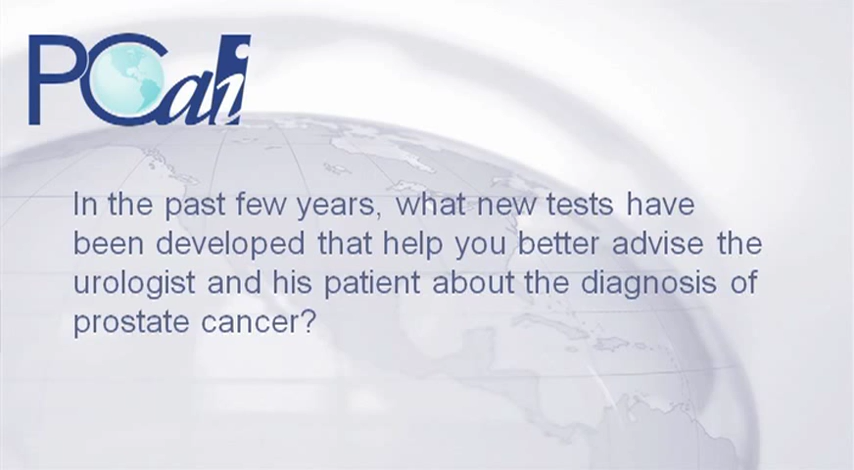 PCaI
In the past few years, what new tests have
been developed that help you better advise the
urologist and his patient about the diagnosis of
prostate cancer?